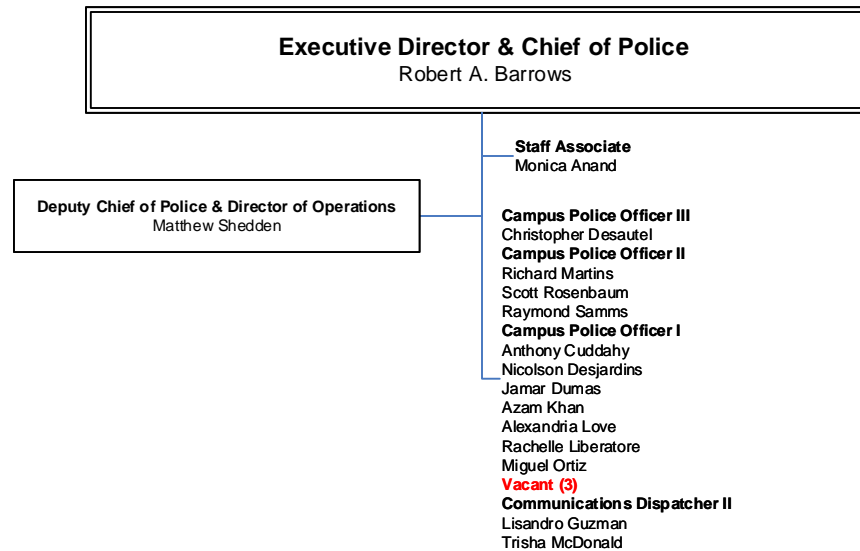 Executive Director & Chief of Police
Robert A. Barrows
Staff Associate
Monica Anand
Deputy Chief of Police & Director of Operations
Matthew Shedden
Campus Police Officer III
Christopher Desautel
Campus Police Officer II
Richard Martins
Scott Rosenbaum
Raymond Samms
Campus Police Officer I
Anthony Cuddahy
Nicolson Desjardins
Jamar Dumas
Azam Khan
Alexandria Love
Rachelle Liberatore
Miguel Ortiz
Vacant (3)
Communications Dispatcher II
Lisandro Guzman
Trisha McDonald